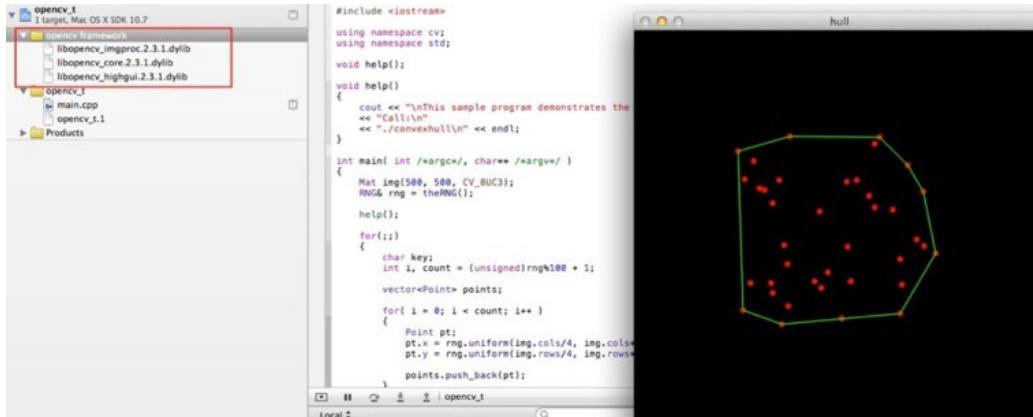 opencv_t
1 target, Mac OS X SDK 10.7
opencv framework
libopencv_imgproc.2.3.1.dylib
libopencv_core.2.3.1.dylib
libopencv_highgui.2.3.1.dylib
opencv_t
main.cpp
opencv_t.1
Products
#include <iostream>
using namespace cv;
using namespace std;
void help();
void help()
{
cout << "\nThis sample program demonstrates the
<< "Call:\n"
<< "./convexhull\n" << endl;
}
int main( int /*argc*/, char** /*argv*/ )
{
Mat img(500, 500, CV_8UC3);
RNG& rng = theRNG();
help();
for(;;)
{
char key;
int i, count = (unsigned)rng%100 + 1;
vector<Point> points;
for( i = 0; i < count; i++ )
{
Point pt;
pt.x = rng.uniform(img.cols/4, img.cols*
pt.y = rng.uniform(img.rows/4, img.rows*
points.push_back(pt);
}
opencv_t
Local
hull